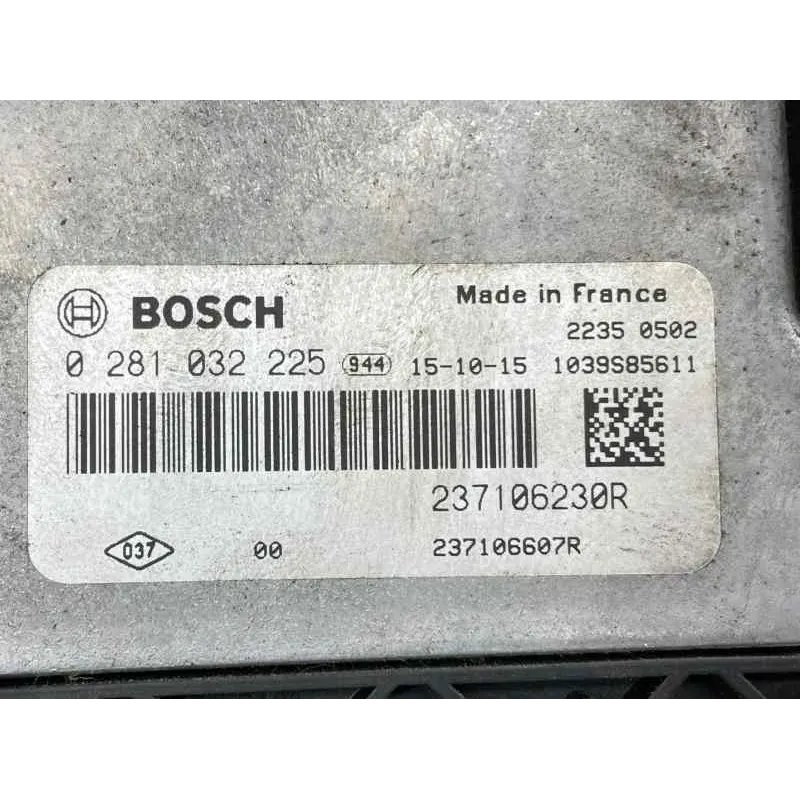 BOSCH Made in France
2235 0502
0 281 032 225 944 15-10-15 1039S85611
237106230R
037 00 237106607R